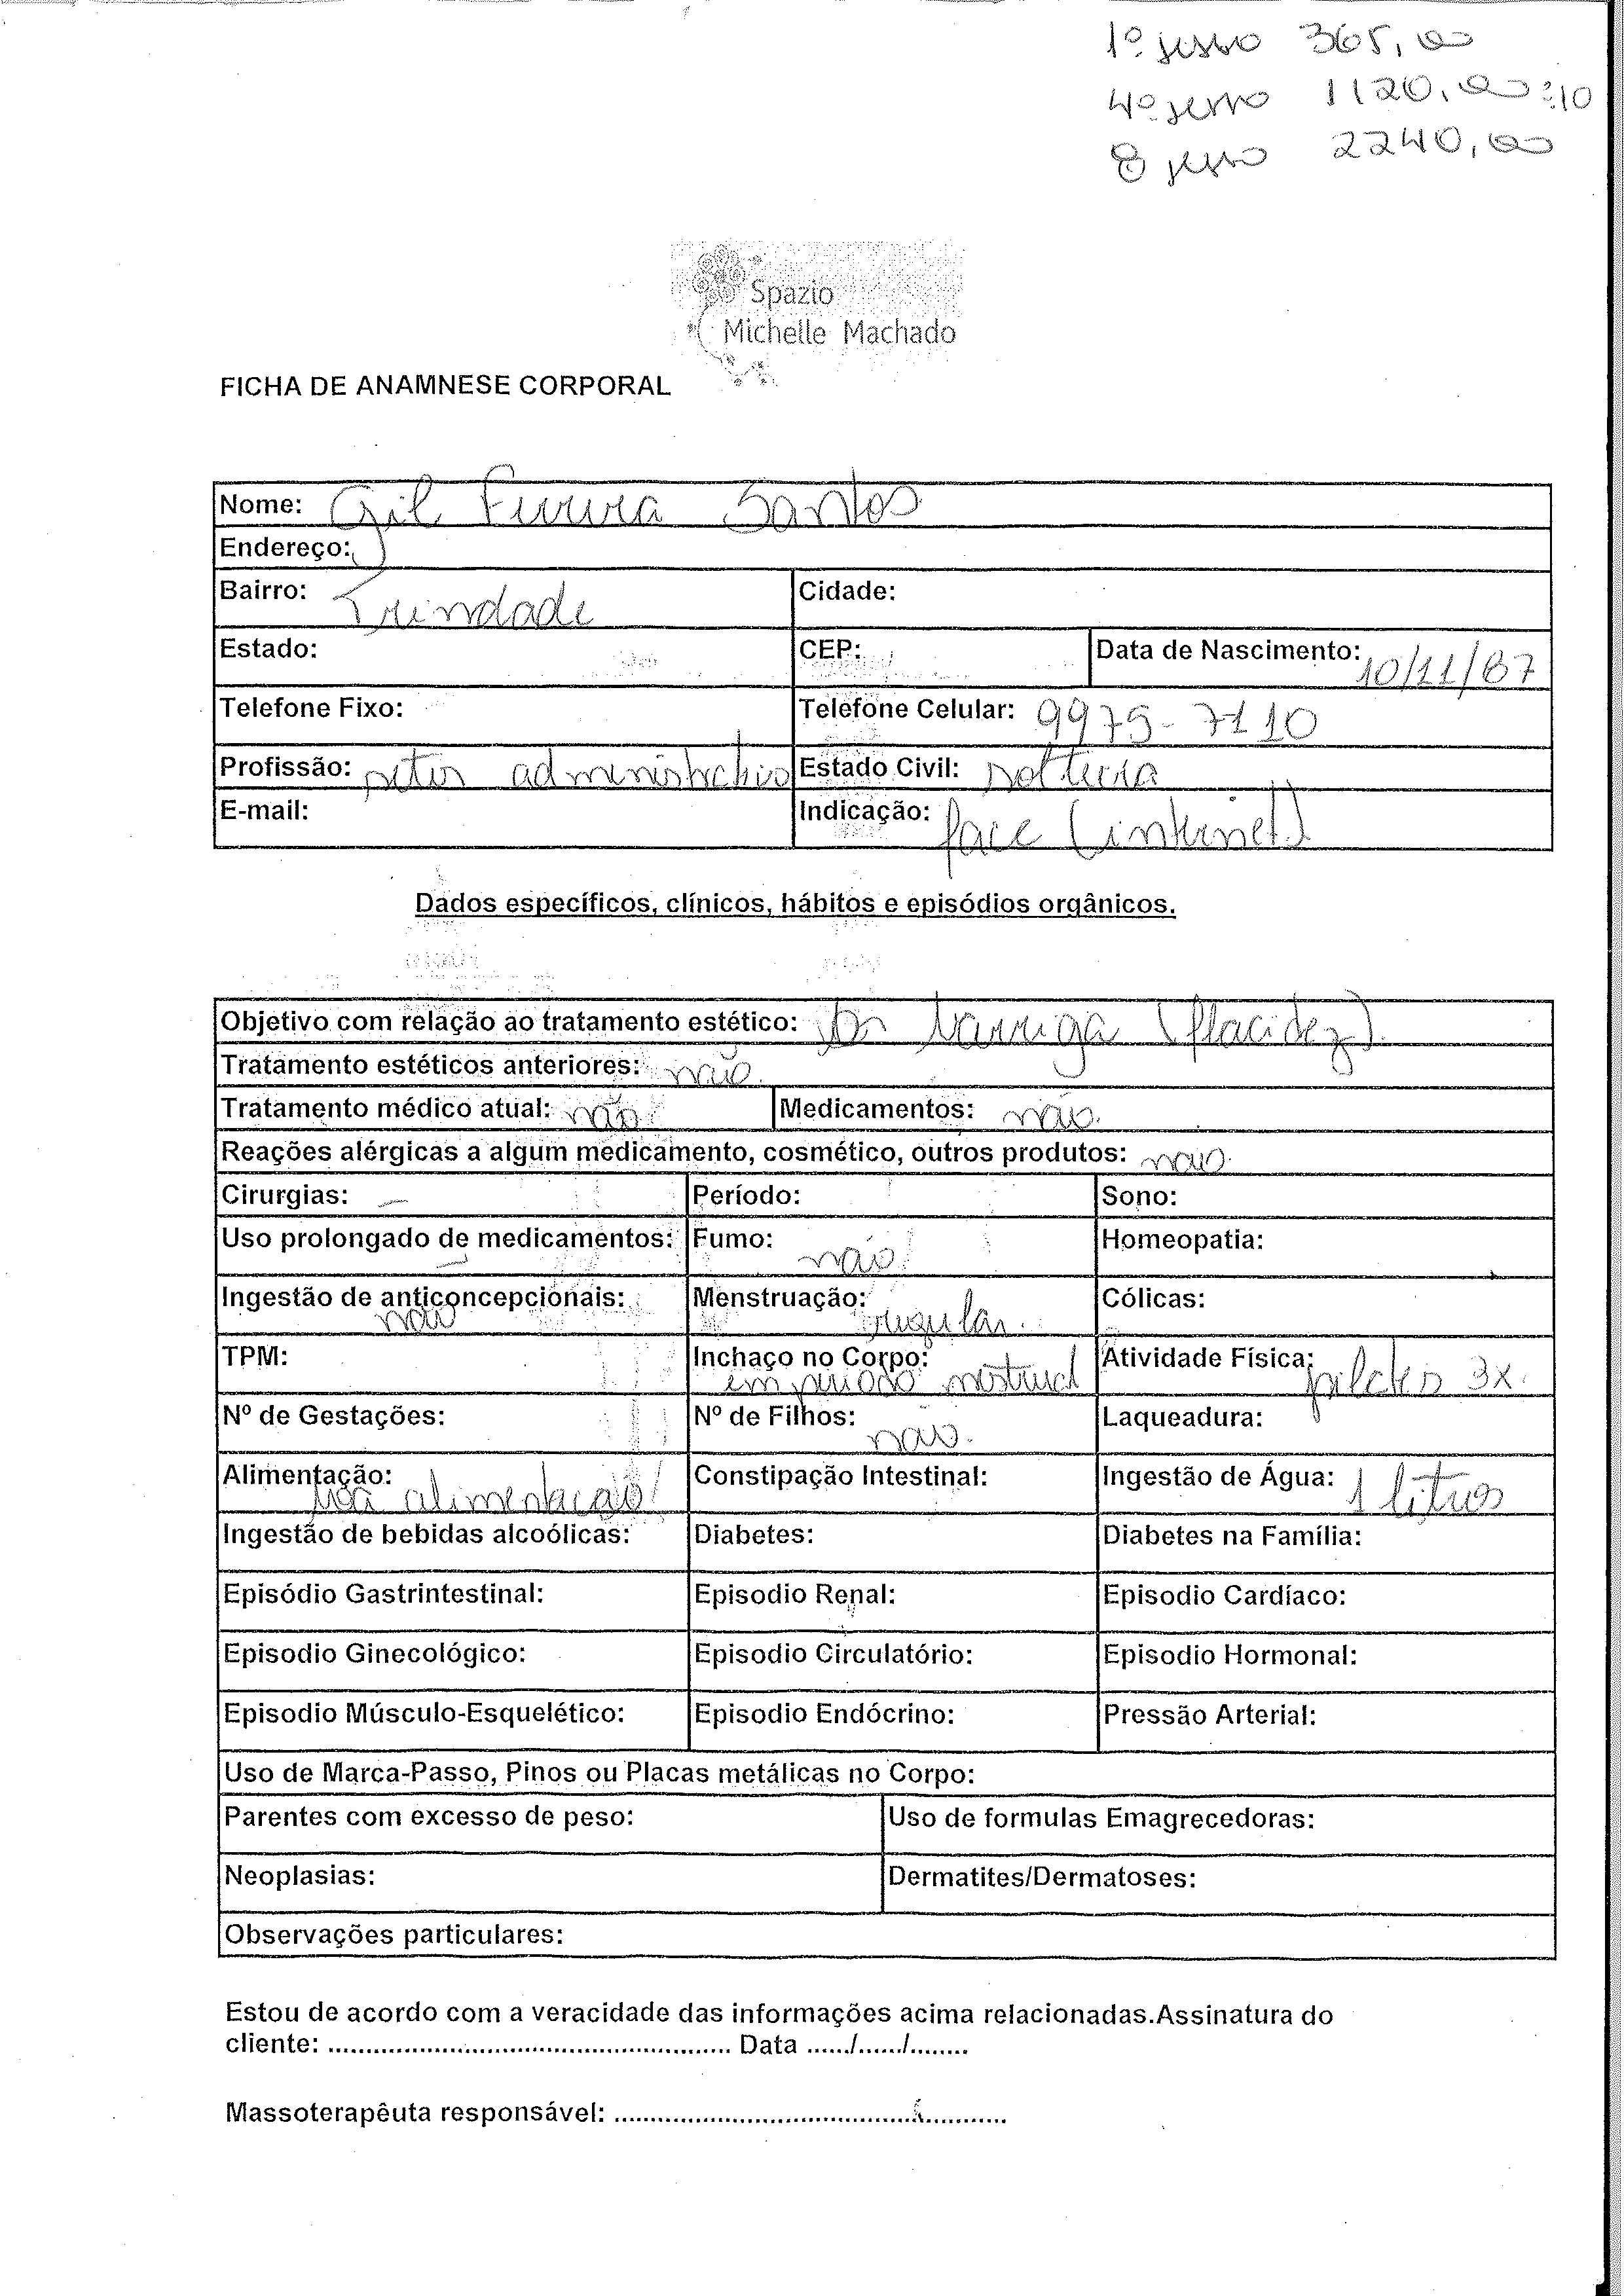 1º sessão 365,00
4º sessão 1120,00 :10
8 sessão 2240,00
Spazio
Michelle Machado
FICHA DE ANAMNESE CORPORAL
Nome: Gil Ferreira Santos
Endereço:
Bairro: Trindade Cidade:
Estado: CEP: Data de Nascimento: 10/11/87
Telefone Fixo: Telefone Celular: 9975-7110
Profissão: setor administrativo Estado Civil: solteira
E-mail: Indicação: face (internet)
Dados específicos, clínicos, hábitos e episódios orgânicos.
Objetivo com relação ao tratamento estético: barriga (flacidez).
Tratamento estéticos anteriores: não.
Tratamento médico atual: não Medicamentos: não.
Reações alérgicas a algum medicamento, cosmético, outros produtos: não.
Cirurgias: — Período: Sono:
Uso prolongado de medicamentos: — Fumo: não Homeopatia:
Ingestão de anticoncepcionais: não Menstruação: regular. Cólicas:
TPM: Inchaço no Corpo: em periodo mestrual Atividade Física: pilates 3x.
Nº de Gestações: Nº de Filhos: não. Laqueadura:
Alimentação: boa alimentação Constipação Intestinal: Ingestão de Água: 1 litros
Ingestão de bebidas alcoólicas: Diabetes: Diabetes na Família:
Episódio Gastrintestinal: Episodio Renal: Episodio Cardíaco:
Episodio Ginecológico: Episodio Circulatório: Episodio Hormonal:
Episodio Músculo-Esquelético: Episodio Endócrino: Pressão Arterial:
Uso de Marca-Passo, Pinos ou Placas metálicas no Corpo:
Parentes com excesso de peso: Uso de formulas Emagrecedoras:
Neoplasias: Dermatites/Dermatoses:
Observações particulares:
Estou de acordo com a veracidade das informações acima relacionadas.Assinatura do
cliente: ...................................................... Data ....../....../........
Massoterapêuta responsável: .....................................................